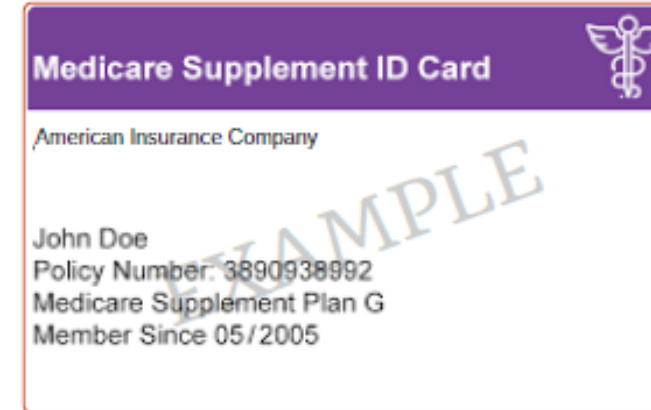 Medicare Supplement ID Card
American Insurance Company
EXAMPLE
John Doe
Policy Number: 3890938992
Medicare Supplement Plan G
Member Since 05/2005